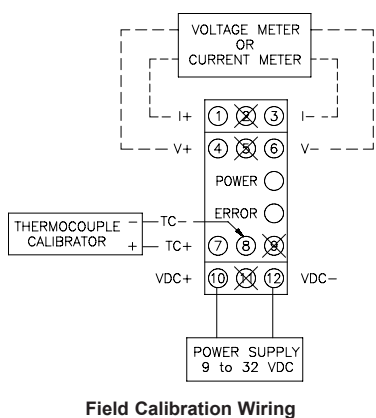 VOLTAGE METER
OR
CURRENT METER
I+ 1 2 3 I−
V+ 4 5 6 V−
POWER
ERROR
THERMOCOUPLE − TC−
CALIBRATOR + TC+ 7 8 9
VDC+ 10 11 12 VDC−
POWER SUPPLY
9 to 32 VDC
Field Calibration Wiring